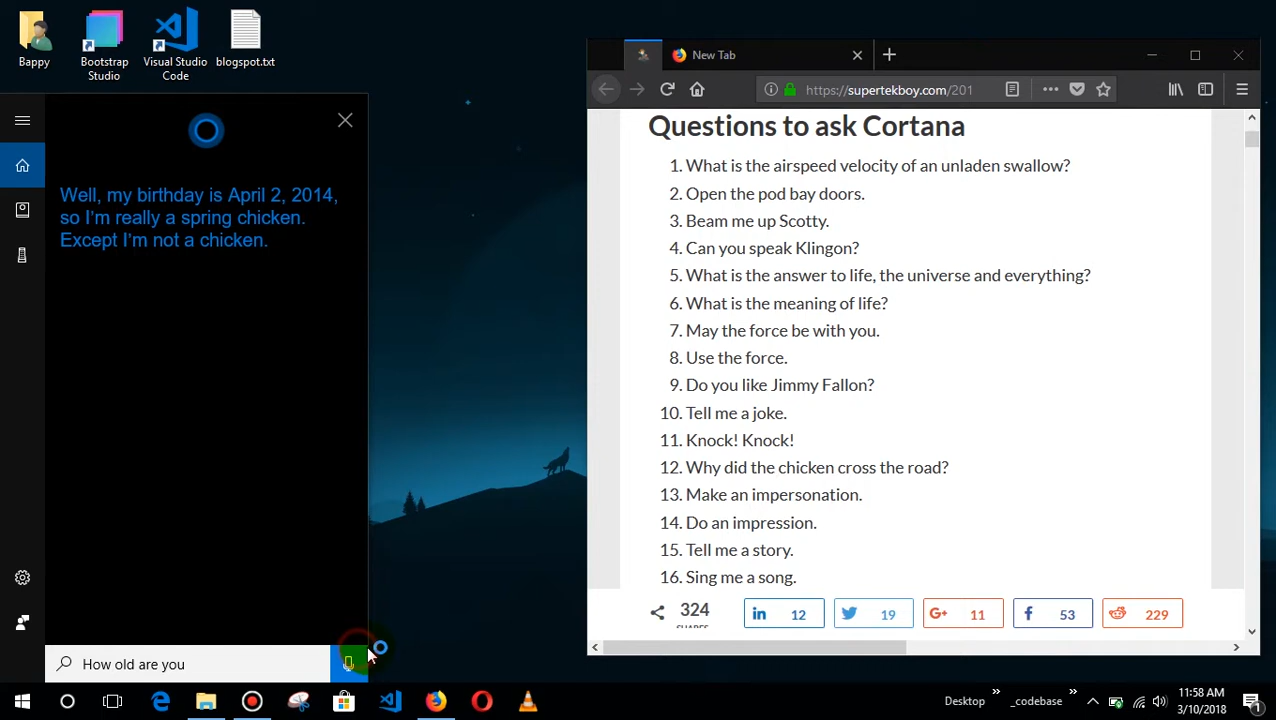 Bappy
Bootstrap
Studio
Visual Studio
Code
blogspot.txt
Well, my birthday is April 2, 2014,
so I'm really a spring chicken.
Except I'm not a chicken.
How old are you
New Tab
https://supertekboy.com/201
Questions to ask Cortana
1. What is the airspeed velocity of an unladen swallow?
2. Open the pod bay doors.
3. Beam me up Scotty.
4. Can you speak Klingon?
5. What is the answer to life, the universe and everything?
6. What is the meaning of life?
7. May the force be with you.
8. Use the force.
9. Do you like Jimmy Fallon?
10. Tell me a joke.
11. Knock! Knock!
12. Why did the chicken cross the road?
13. Make an impersonation.
14. Do an impression.
15. Tell me a story.
16. Sing me a song.
324
SHARES
in 12
19
G+ 11
f 53
229
Desktop
_codebase
11:58 AM
3/10/2018
1